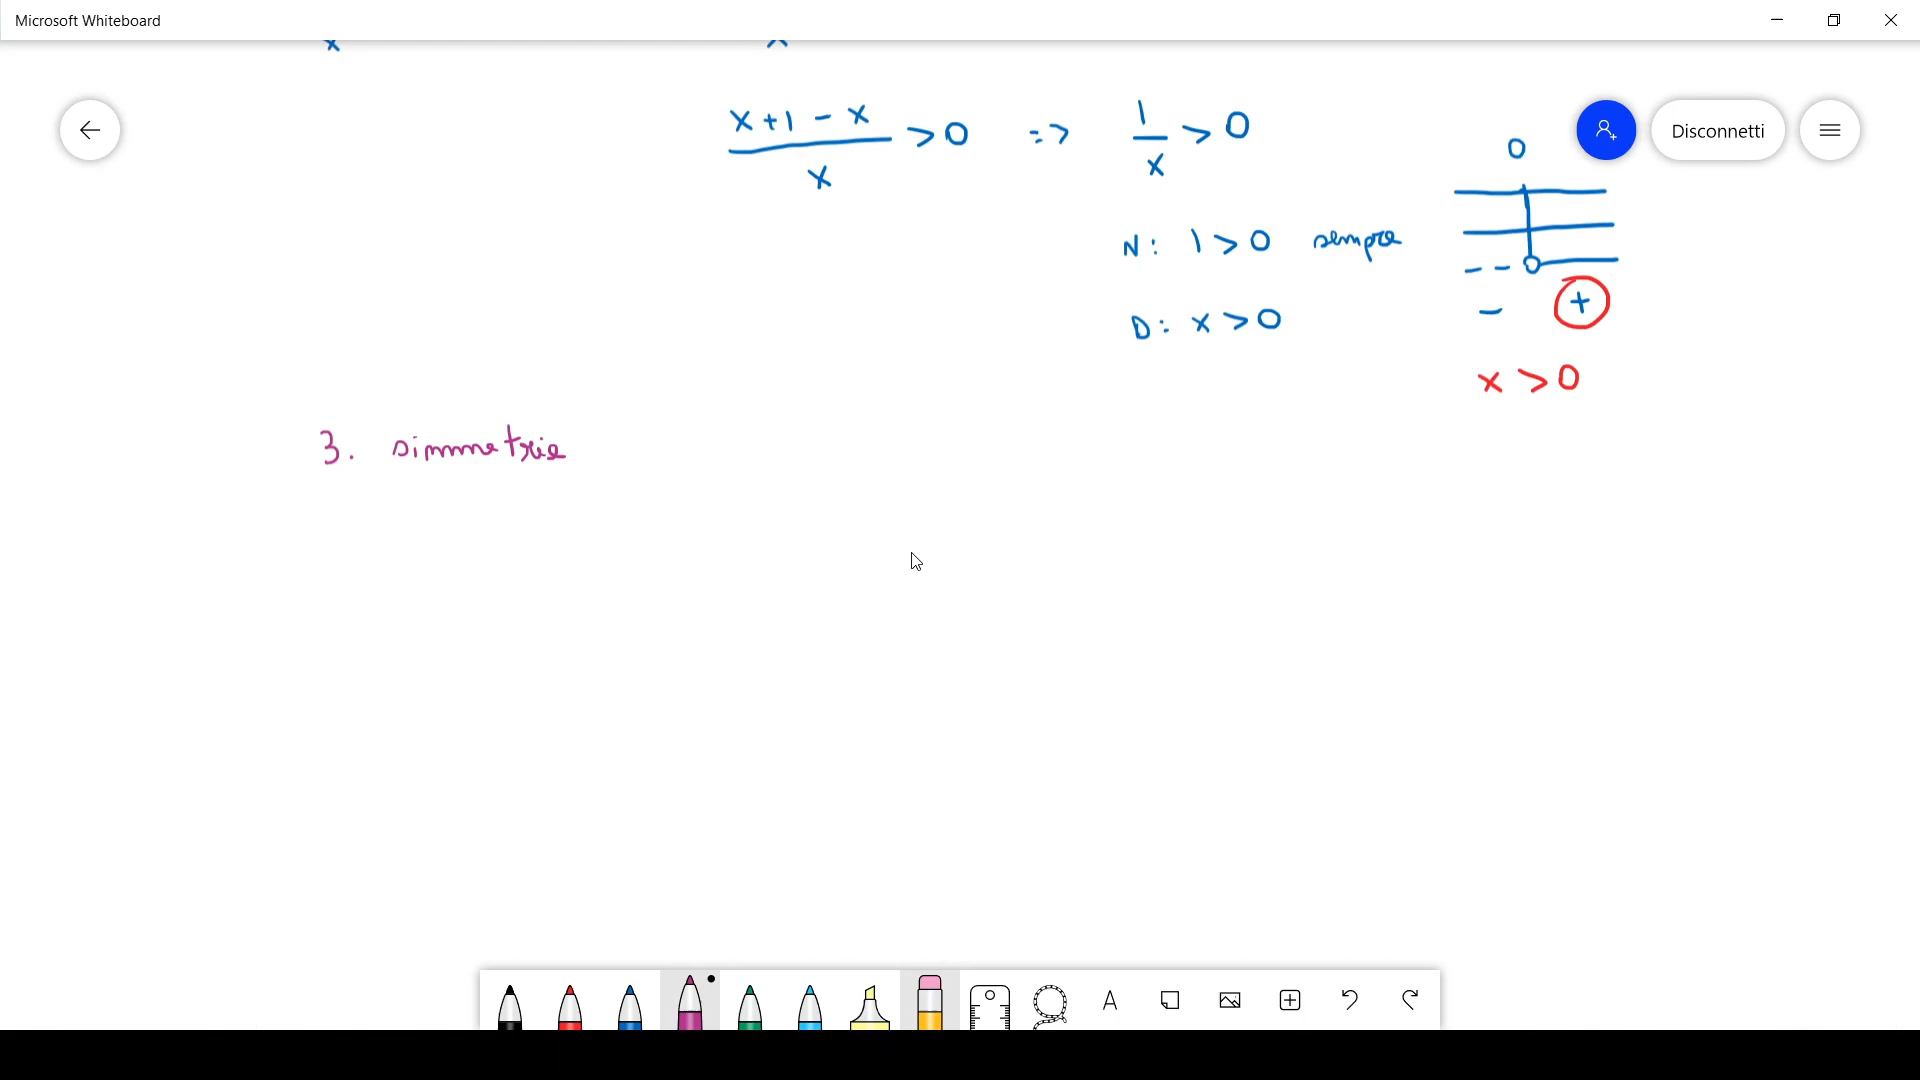 Microsoft Whiteboard
x x
Disconnetti
x+1-x / x > 0 => 1/x > 0
0
N: 1 > 0 sempre
- +
D: x > 0
x > 0
3. simmetrie
A